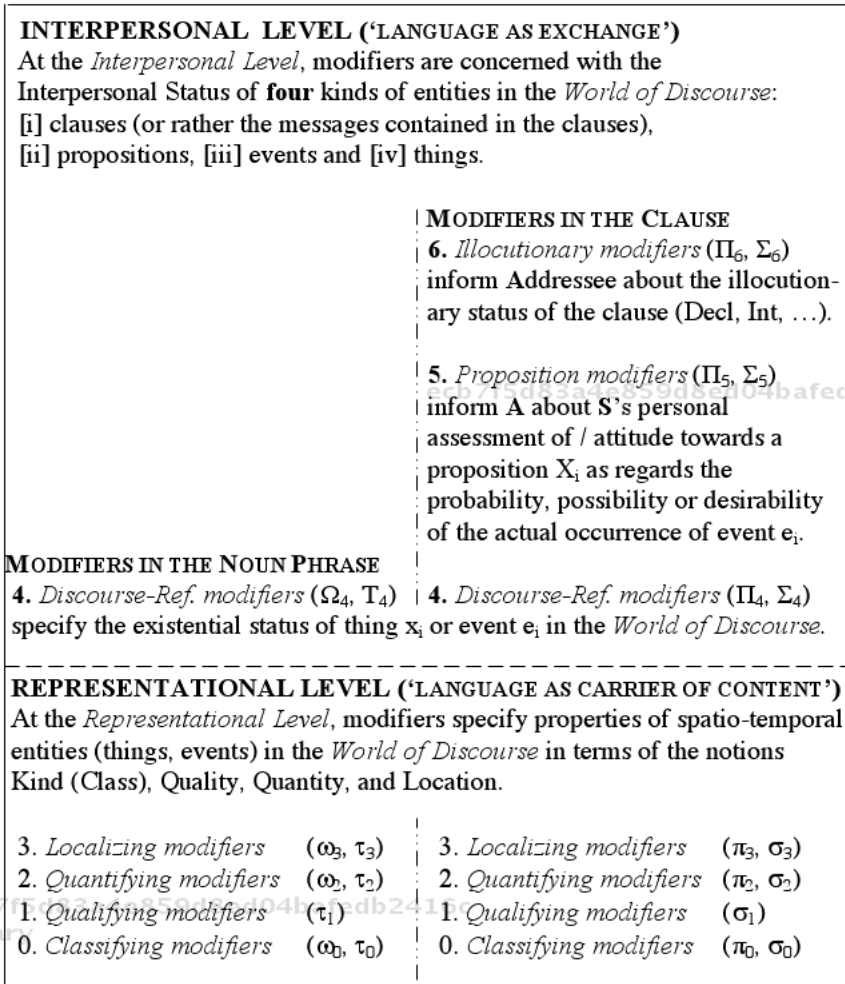 INTERPERSONAL LEVEL ('LANGUAGE AS EXCHANGE')
At the Interpersonal Level, modifiers are concerned with the
Interpersonal Status of four kinds of entities in the World of Discourse:
[i] clauses (or rather the messages contained in the clauses),
[ii] propositions, [iii] events and [iv] things.
MODIFIERS IN THE CLAUSE
6. Illocutionary modifiers (Π6, Σ6)
inform Addressee about the illocution-
ary status of the clause (Decl, Int, …).
5. Proposition modifiers (Π5, Σ5)
ecb7f5d83a4e859d8ed04bafed
inform A about S's personal
assessment of / attitude towards a
proposition Xi as regards the
probability, possibility or desirability
of the actual occurrence of event ei.
MODIFIERS IN THE NOUN PHRASE
4. Discourse-Ref. modifiers (Ω4, T4) 4. Discourse-Ref. modifiers (Π4, Σ4)
specify the existential status of thing xi or event ei in the World of Discourse.
REPRESENTATIONAL LEVEL ('LANGUAGE AS CARRIER OF CONTENT')
At the Representational Level, modifiers specify properties of spatio-temporal
entities (things, events) in the World of Discourse in terms of the notions
Kind (Class), Quality, Quantity, and Location.
3. Localizing modifiers (ω3, τ3) 3. Localizing modifiers (π3, σ3)
2. Quantifying modifiers (ω2, τ2) 2. Quantifying modifiers (π2, σ2)
1. Qualifying modifiers (τ1) 1. Qualifying modifiers (σ1)
0. Classifying modifiers (ω0, τ0) 0. Classifying modifiers (π0, σ0)